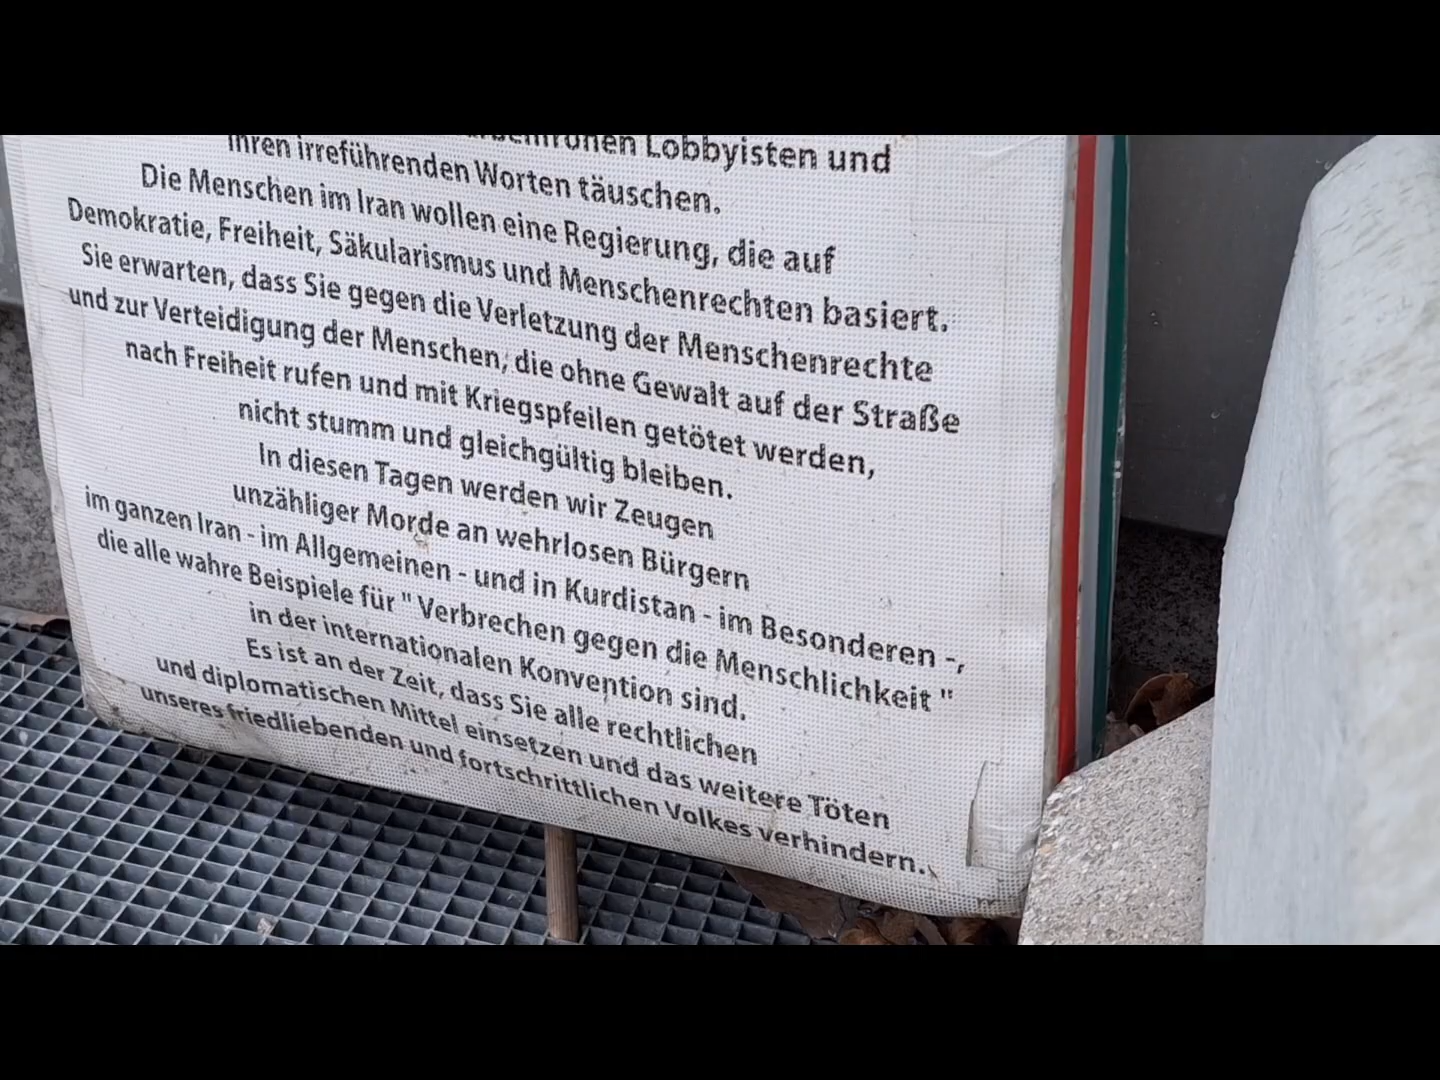 Lobbyisten und
ihren irreführenden Worten täuschen.
Die Menschen im Iran wollen eine Regierung, die auf
Demokratie, Freiheit, Säkularismus und Menschenrechten basiert.
Sie erwarten, dass Sie gegen die Verletzung der Menschenrechte
und zur Verteidigung der Menschen, die ohne Gewalt auf der Straße
nach Freiheit rufen und mit Kriegspfeilen getötet werden,
nicht stumm und gleichgültig bleiben.
In diesen Tagen werden wir Zeugen
unzähliger Morde an wehrlosen Bürgern
im ganzen Iran - im Allgemeinen - und in Kurdistan - im Besonderen -,
die alle wahre Beispiele für " Verbrechen gegen die Menschlichkeit "
in der internationalen Konvention sind.
Es ist an der Zeit, dass Sie alle rechtlichen
und diplomatischen Mittel einsetzen und das weitere Töten
unseres friedliebenden und fortschrittlichen Volkes verhindern.